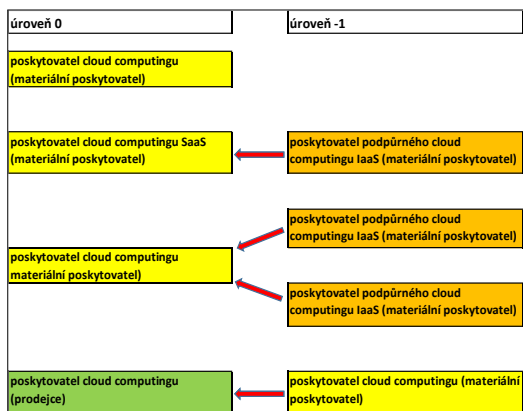 úroveň 0
úroveň -1
poskytovatel cloud computingu
(materiální poskytovatel)
poskytovatel cloud computingu SaaS
(materiální poskytovatel)
poskytovatel podpůrného cloud
computingu IaaS (materiální poskytovatel)
poskytovatel podpůrného cloud
computingu IaaS (materiální poskytovatel)
poskytovatel cloud computingu
materiální poskytovatel)
poskytovatel podpůrného cloud
computingu IaaS (materiální poskytovatel)
poskytovatel cloud computingu
(prodejce)
poskytovatel cloud computingu (materiální
poskytovatel)